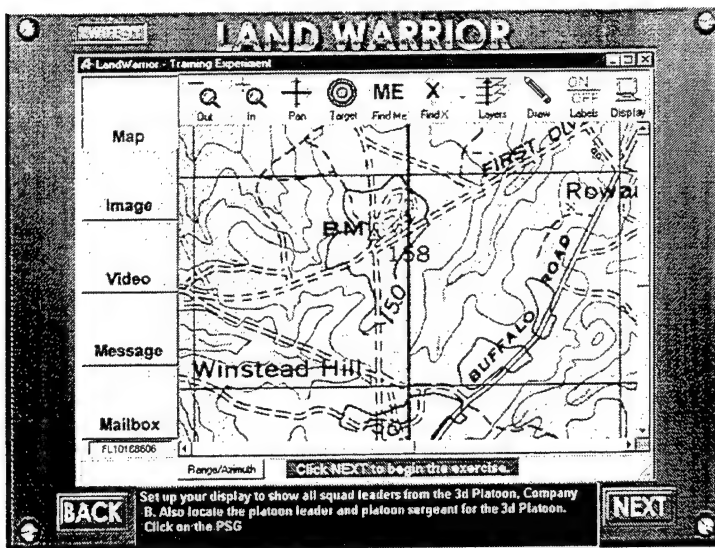 LAND WARRIOR
LandWarrior - Training Experiment
Out
In
Pan
Target
ME
Find Me
X
Find X
Layers
Draw
ON
OFF
Labels
Display
Map
Image
Video
Message
Mailbox
FIRST DIV
BM
158
150
BUFFALO ROAD
Winstead Hill
FL10168606
Range/Azimuth
Click NEXT to begin the exercise.
BACK
Set up your display to show all squad leaders from the 3d Platoon, Company
B. Also locate the platoon leader and platoon sergeant for the 3d Platoon.
Click on the PSG
NEXT